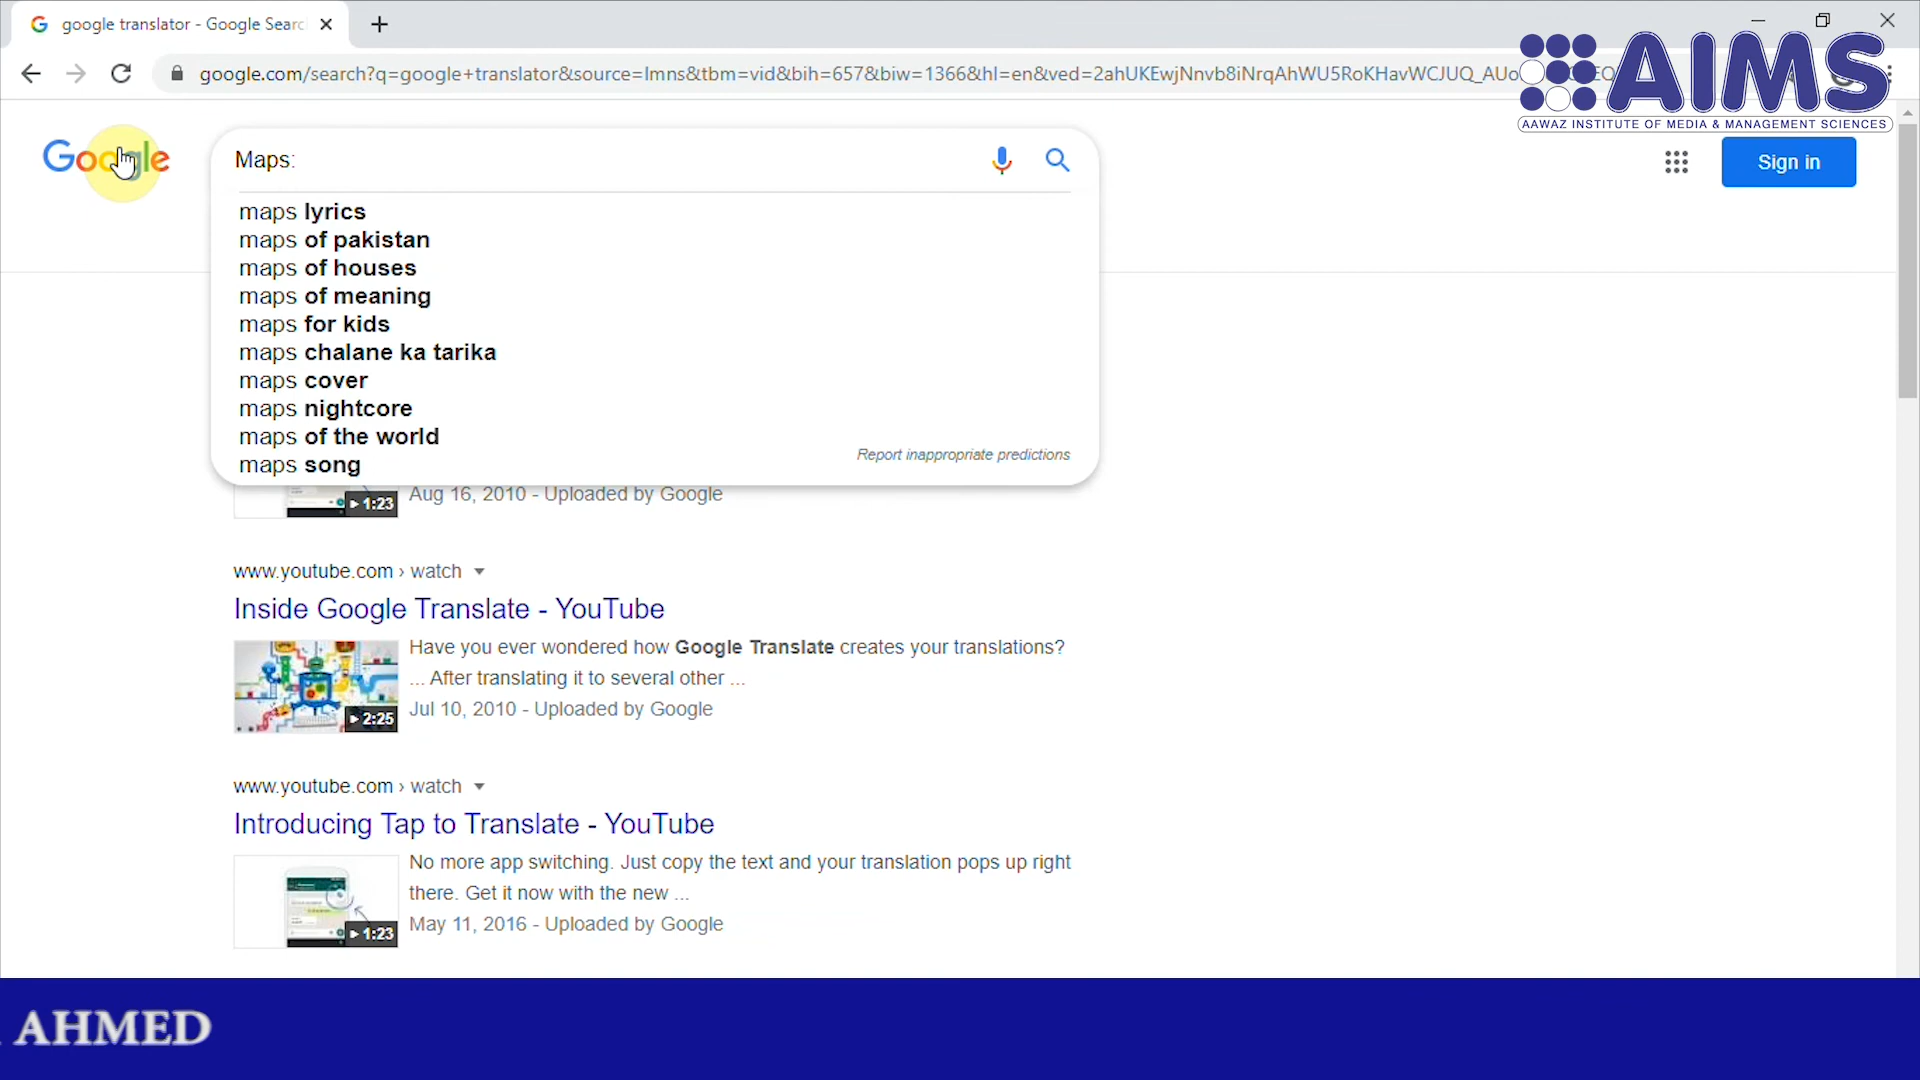 google translator - Google Searc
google.com/search?q=google+translator&source=lmns&tbm=vid&bih=657&biw=1366&hl=en&ved=2ahUKEwjNnvb8iNrqAhWU5RoKHavWCJUQ_AUo
AIMS
AAWAZ INSTITUTE OF MEDIA & MANAGEMENT SCIENCES
Google
Maps:
Sign in
maps lyrics
maps of pakistan
maps of houses
maps of meaning
maps for kids
maps chalane ka tarika
maps cover
maps nightcore
maps of the world
maps song
Report inappropriate predictions
1:23
Aug 16, 2010 - Uploaded by Google
www.youtube.com › watch
Inside Google Translate - YouTube
Have you ever wondered how Google Translate creates your translations?
... After translating it to several other ...
2:25
Jul 10, 2010 - Uploaded by Google
www.youtube.com › watch
Introducing Tap to Translate - YouTube
No more app switching. Just copy the text and your translation pops up right
there. Get it now with the new ...
1:23
May 11, 2016 - Uploaded by Google
AHMED